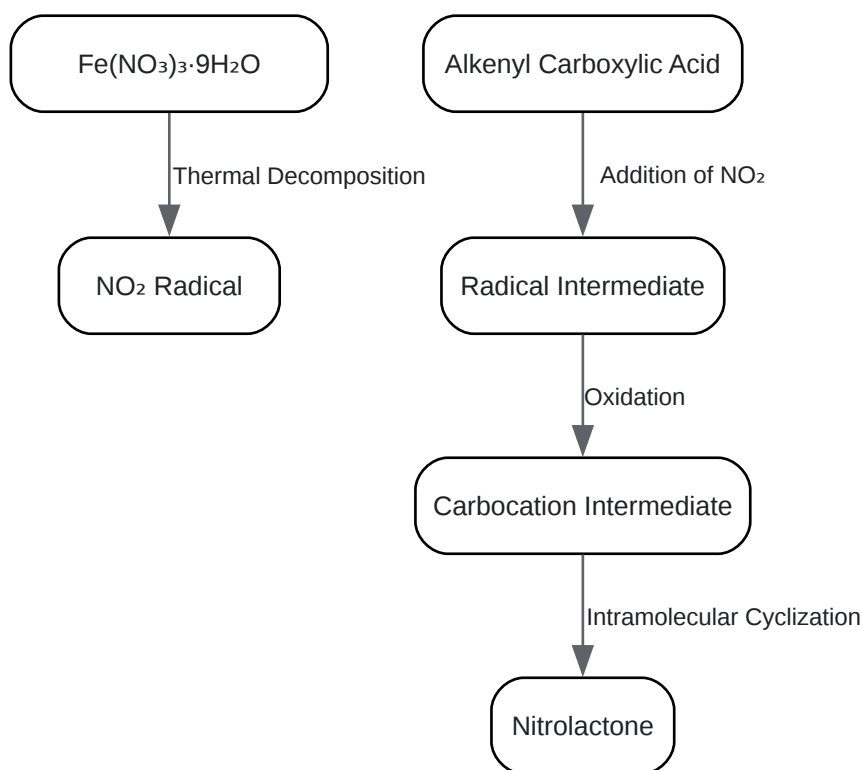 Fe(NO₃)₃·9H₂O
Alkenyl Carboxylic Acid
Thermal Decomposition
Addition of NO₂
NO₂ Radical
Radical Intermediate
Oxidation
Carbocation Intermediate
Intramolecular Cyclization
Nitrolactone